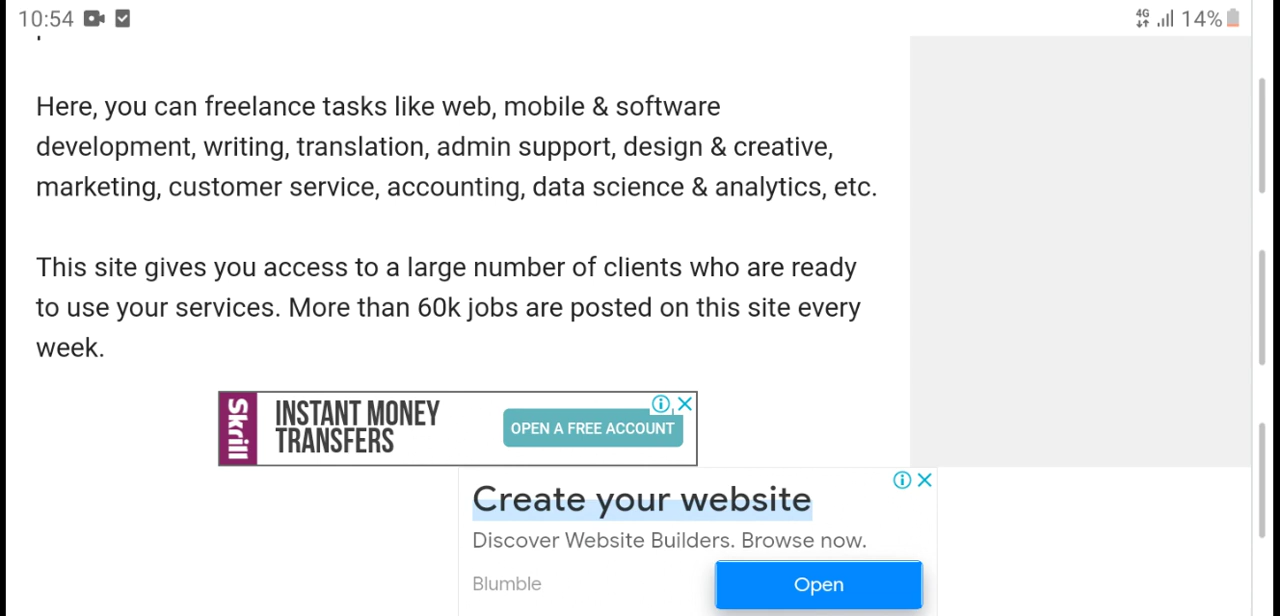 10:54
4G
14%
Here, you can freelance tasks like web, mobile & software
development, writing, translation, admin support, design & creative,
marketing, customer service, accounting, data science & analytics, etc.
This site gives you access to a large number of clients who are ready
to use your services. More than 60k jobs are posted on this site every
week.
Skrill
INSTANT MONEY
TRANSFERS
OPEN A FREE ACCOUNT
Create your website
Discover Website Builders. Browse now.
Blumble
Open